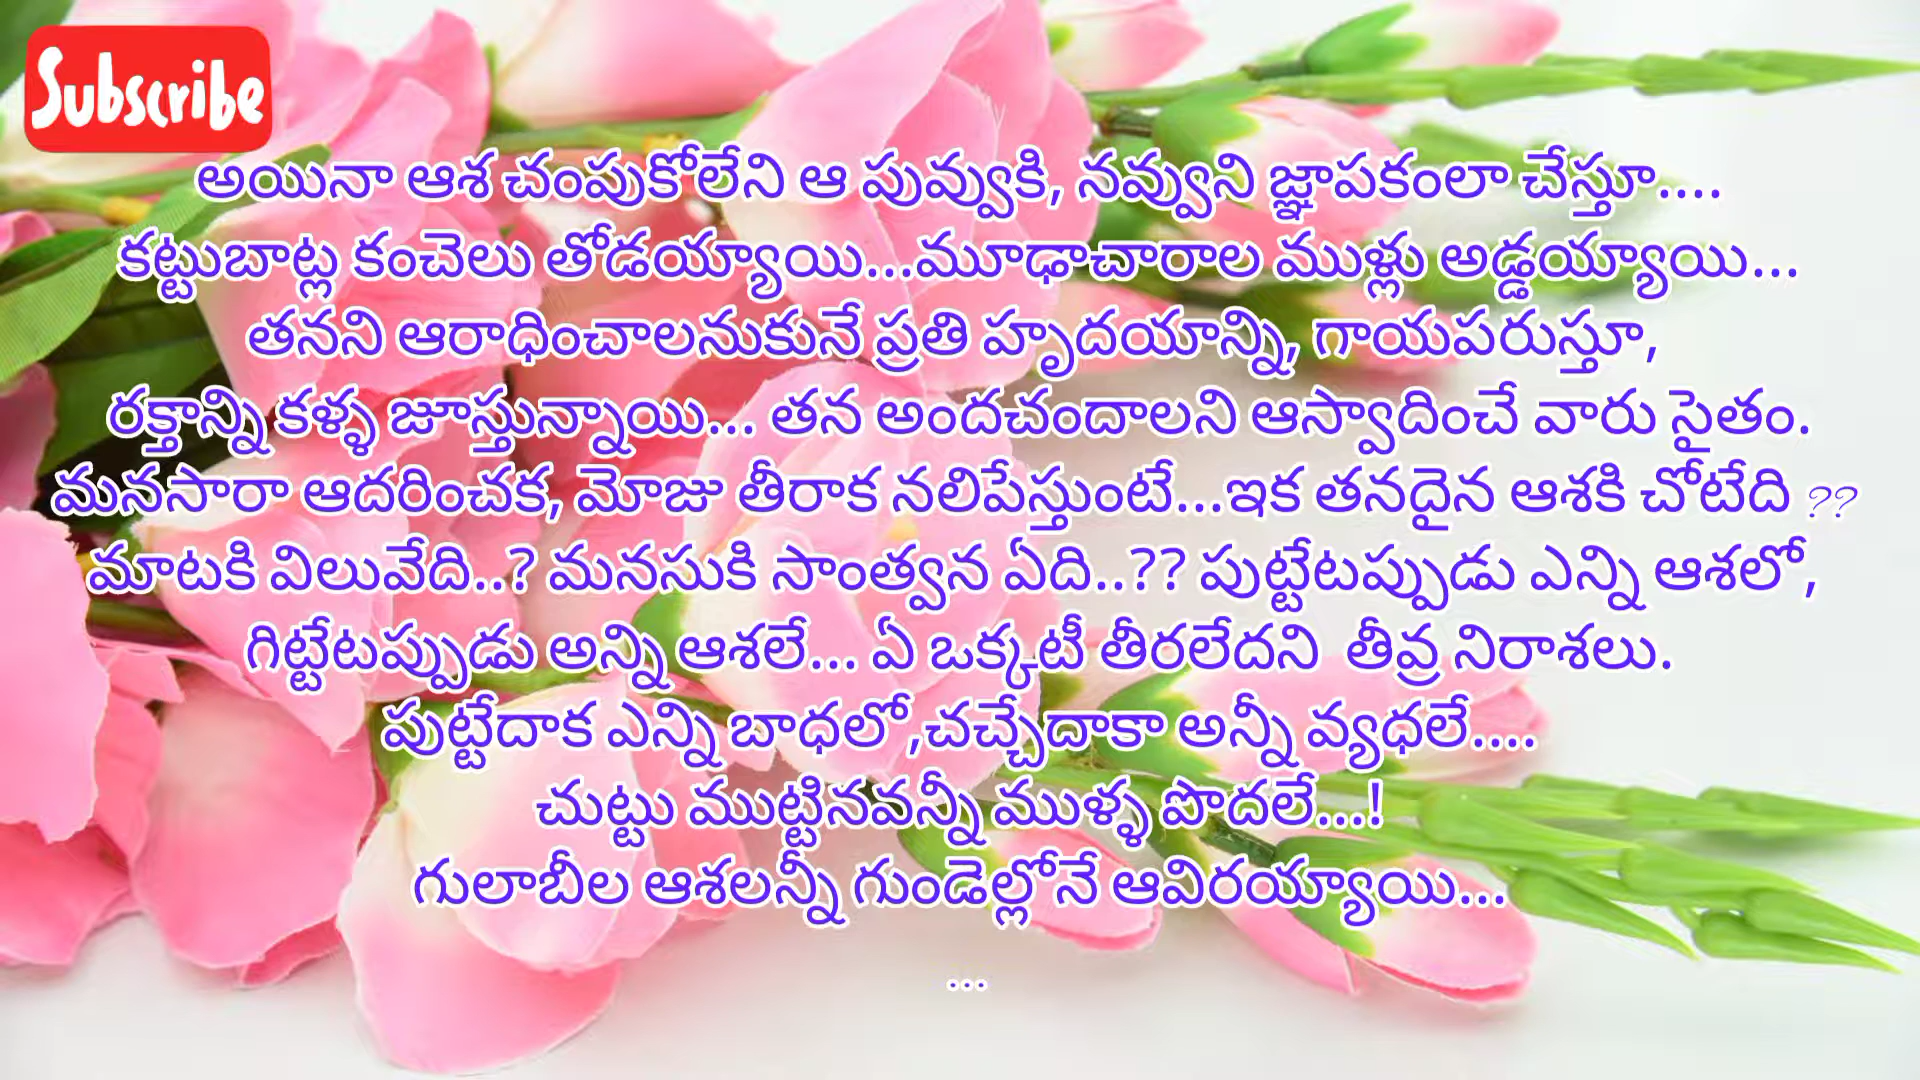 Subscribe
అయినా ఆశ చంపుకోలేని ఆ పువ్వుకి, నవ్వుని జ్ఞాపకంలా చేస్తూ....
కట్టుబాట్ల కంచెలు తోడయ్యాయి...మూఢాచారాల ముళ్లు అడ్డయ్యాయి...
తనని ఆరాధించాలనుకునే ప్రతి హృదయాన్ని, గాయపరుస్తూ,
రక్తాన్ని కళ్ళ జూస్తున్నాయి... తన అందచందాలని ఆస్వాదించే వారు సైతం.
మనసారా ఆదరించక, మోజు తీరాక నలిపేస్తుంటే...ఇక తనదైన ఆశకి చోటేది ??
మాటకి విలువేది..? మనసుకి సాంత్వన ఏది..?? పుట్టేటప్పుడు ఎన్ని ఆశలో,
గిట్టేటప్పుడు అన్ని ఆశలే... ఏ ఒక్కటీ తీరలేదని తీవ్ర నిరాశలు.
పుట్టేదాక ఎన్ని బాధలో,చచ్చేదాకా అన్నీ వ్యధలే....
చుట్టు ముట్టినవన్నీ ముళ్ళ పొదలే...!
గులాబీల ఆశలన్నీ గుండెల్లోనే ఆవిరయ్యాయి...
...